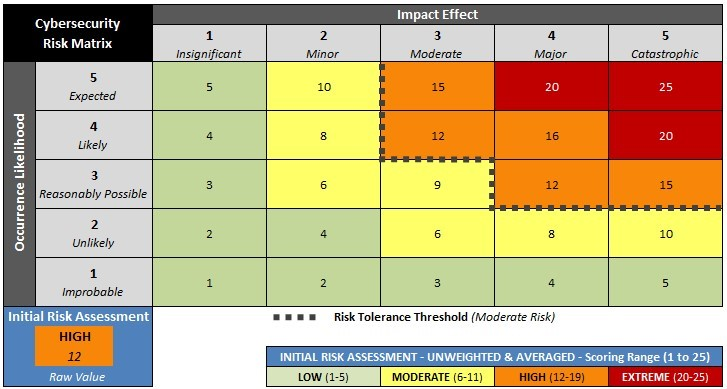 Cybersecurity
Risk Matrix
Impact Effect
1 2 3 4 5
Insignificant Minor Moderate Major Catastrophic
Occurrence Likelihood
5
Expected
5 10 15 20 25
4
Likely
4 8 12 16 20
3
Reasonably Possible
3 6 9 12 15
2
Unlikely
2 4 6 8 10
1
Improbable
1 2 3 4 5
Initial Risk Assessment
HIGH
12
Raw Value
Risk Tolerance Threshold (Moderate Risk)
INITIAL RISK ASSESSMENT - UNWEIGHTED & AVERAGED - Scoring Range (1 to 25)
LOW (1-5) MODERATE (6-11) HIGH (12-19) EXTREME (20-25)